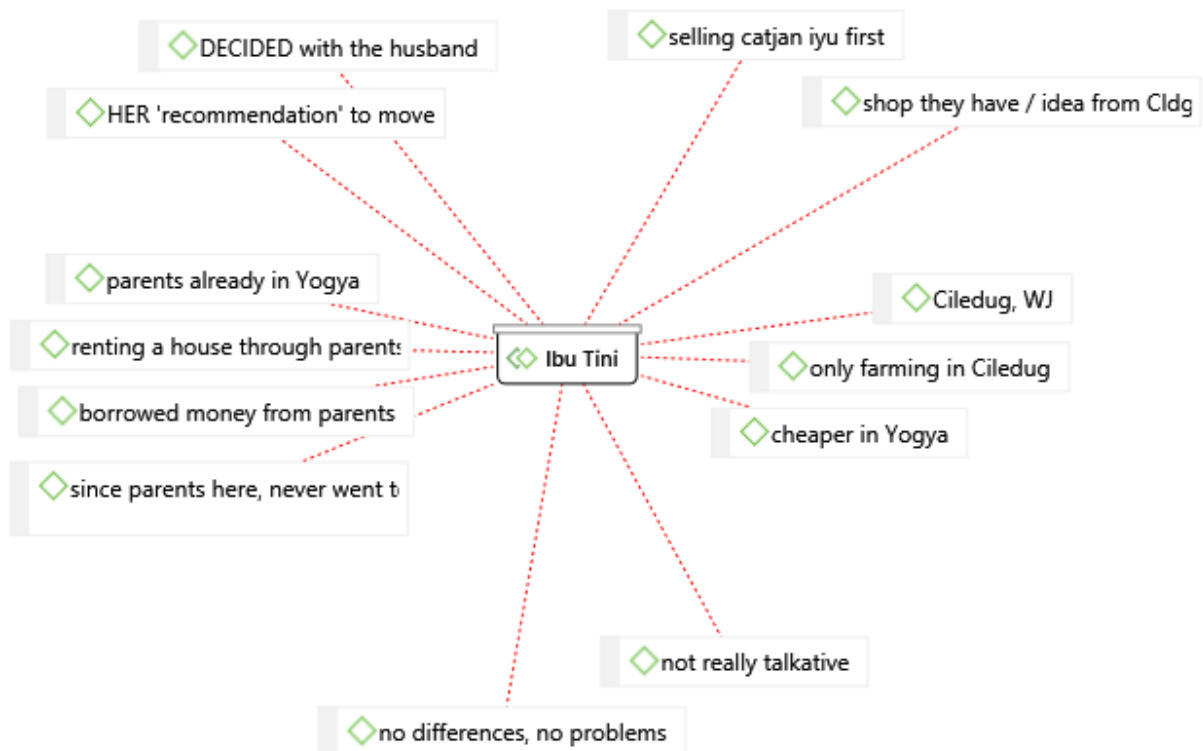 DECIDED with the husband
selling catjan iyu first
HER 'recommendation' to move
shop they have / idea from Cldg
parents already in Yogya
Ciledug, WJ
renting a house through parents
Ibu Tini
only farming in Ciledug
borrowed money from parents
cheaper in Yogya
since parents here, never went
not really talkative
no differences, no problems